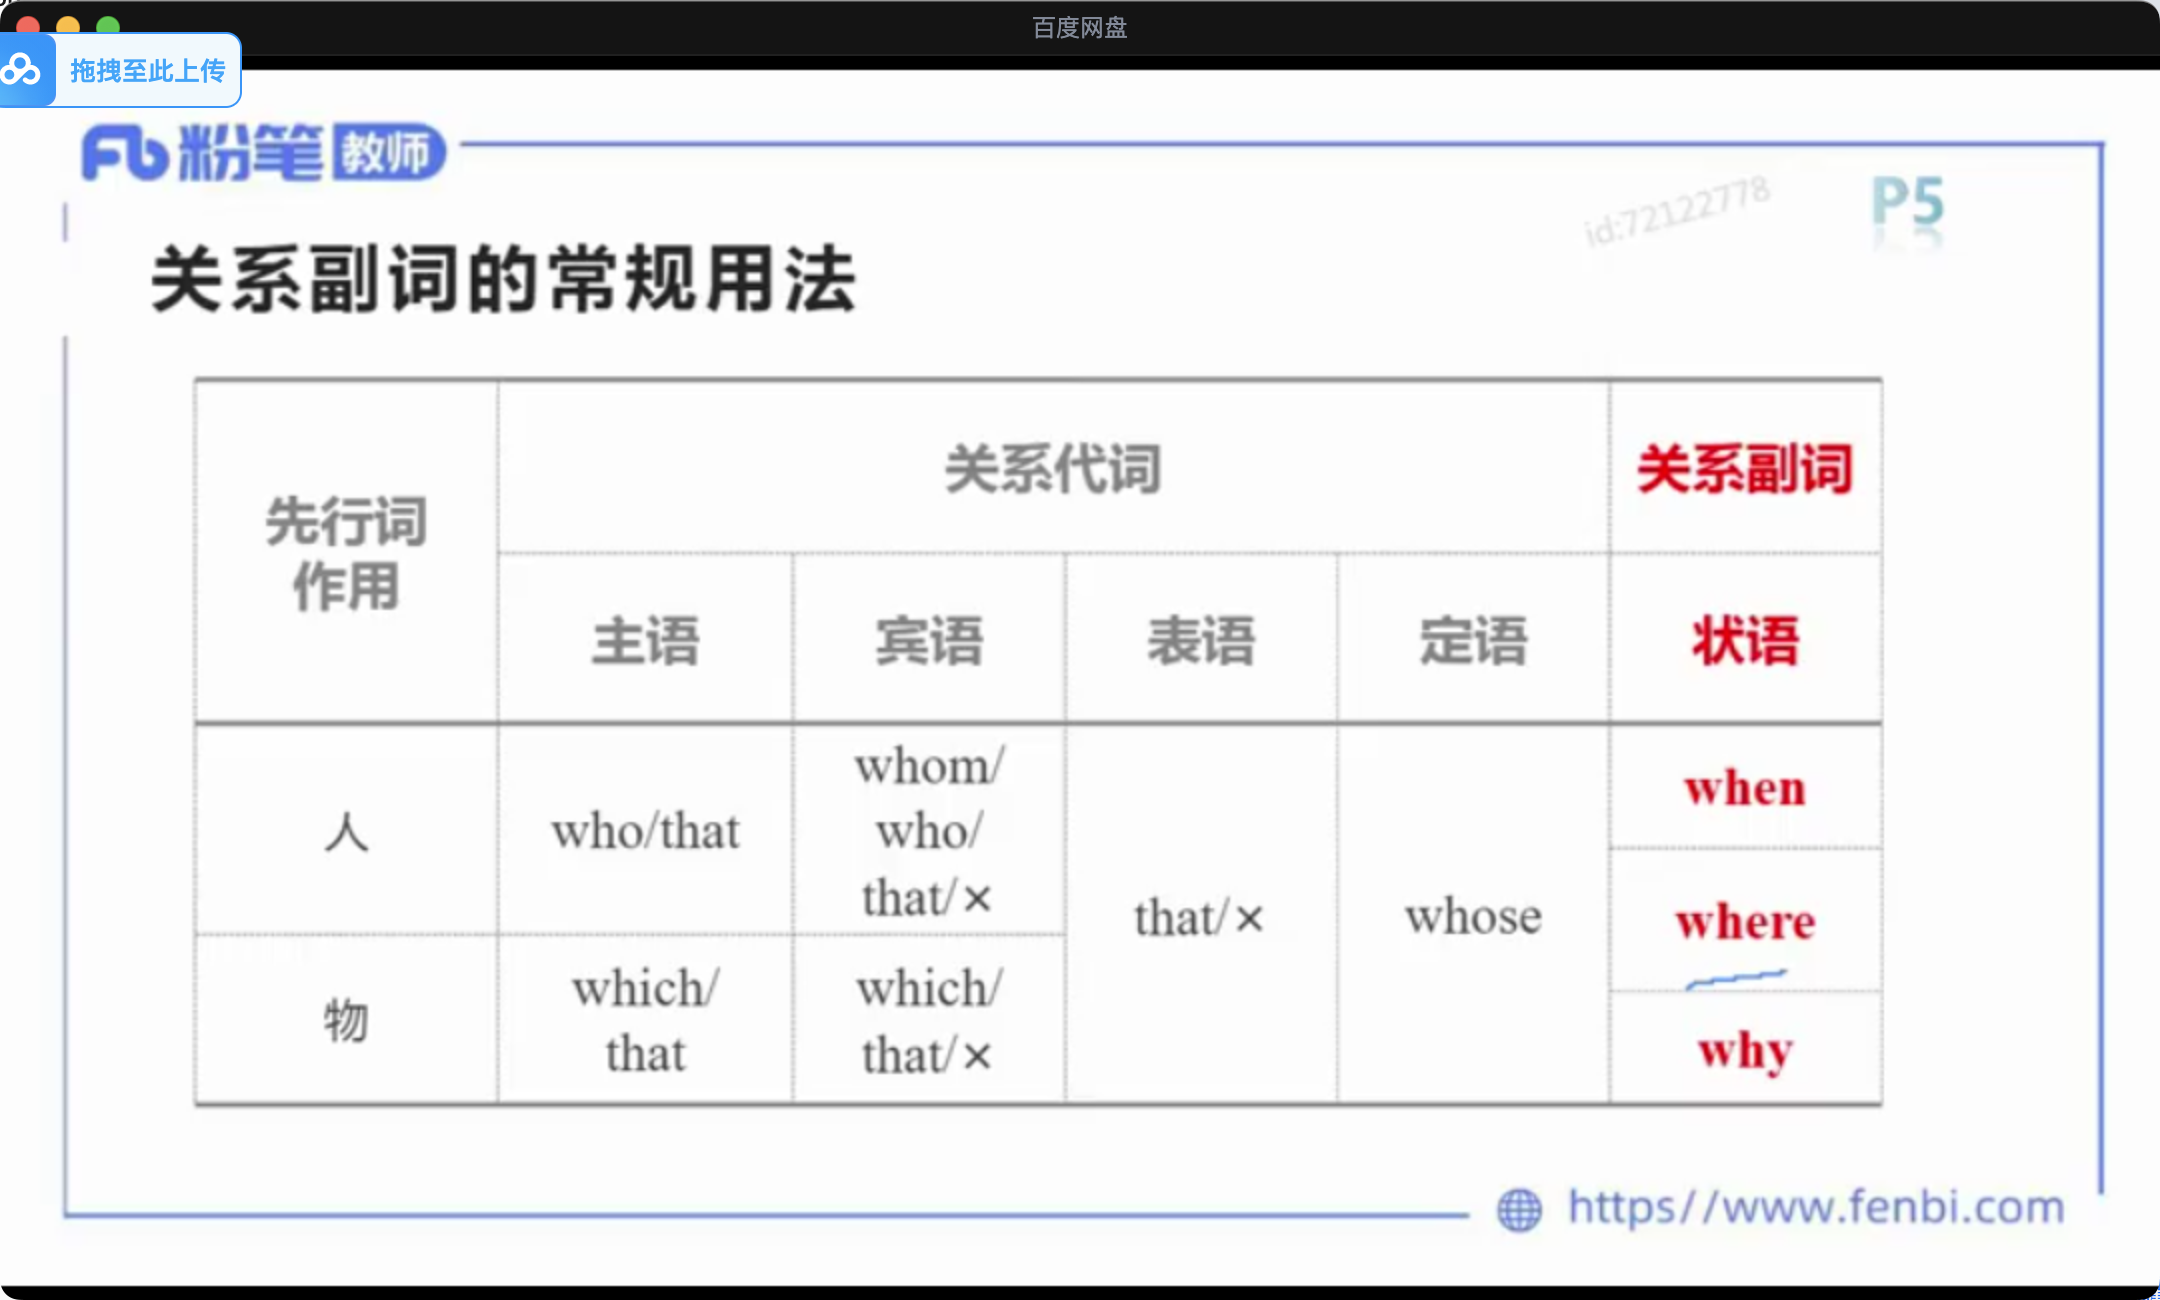 百度网盘
拖拽至此上传
Fb 粉笔 教师
id:72122778
P5
关系副词的常规用法
先行词
作用
关系代词
关系副词
主语
宾语
表语
定语
状语
人
who/that
whom/
who/
that/×
that/×
whose
when
where
why
物
which/
that
which/
that/×
https//www.fenbi.com